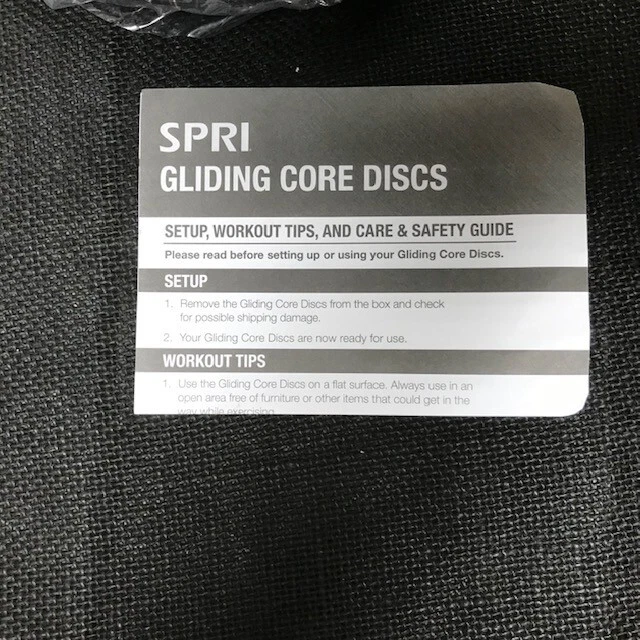 SPRI
GLIDING CORE DISCS
SETUP, WORKOUT TIPS, AND CARE & SAFETY GUIDE
Please read before setting up or using your Gliding Core Discs.
SETUP
1. Remove the Gliding Core Discs from the box and check
for possible shipping damage.
2. Your Gliding Core Discs are now ready for use.
WORKOUT TIPS
1. Use the Gliding Core Discs on a flat surface. Always use in an
open area free of furniture or other items that could get in the
way while exercising